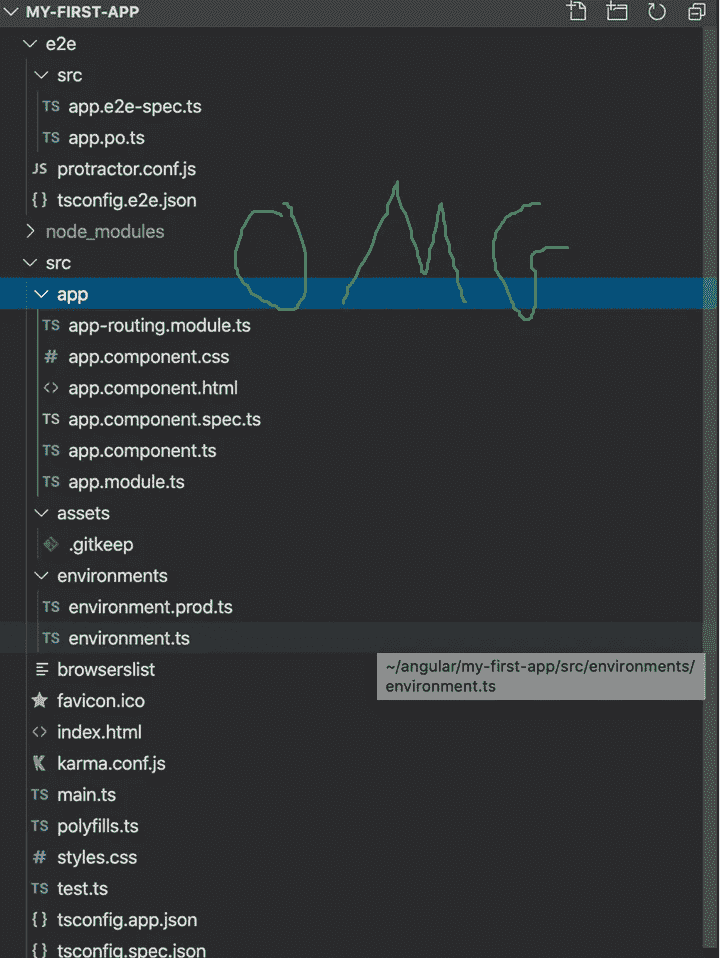 MY-FIRST-APP
e2e
src
TS app.e2e-spec.ts
TS app.po.ts
JS protractor.conf.js
{} tsconfig.e2e.json
node_modules
OMG
src
app
TS app-routing.module.ts
# app.component.css
<> app.component.html
TS app.component.spec.ts
TS app.component.ts
TS app.module.ts
assets
.gitkeep
environments
TS environment.prod.ts
TS environment.ts
~/angular/my-first-app/src/environments/
environment.ts
browserslist
favicon.ico
<> index.html
K karma.conf.js
TS main.ts
TS polyfills.ts
# styles.css
TS test.ts
{} tsconfig.app.json
{} tsconfig.spec.json